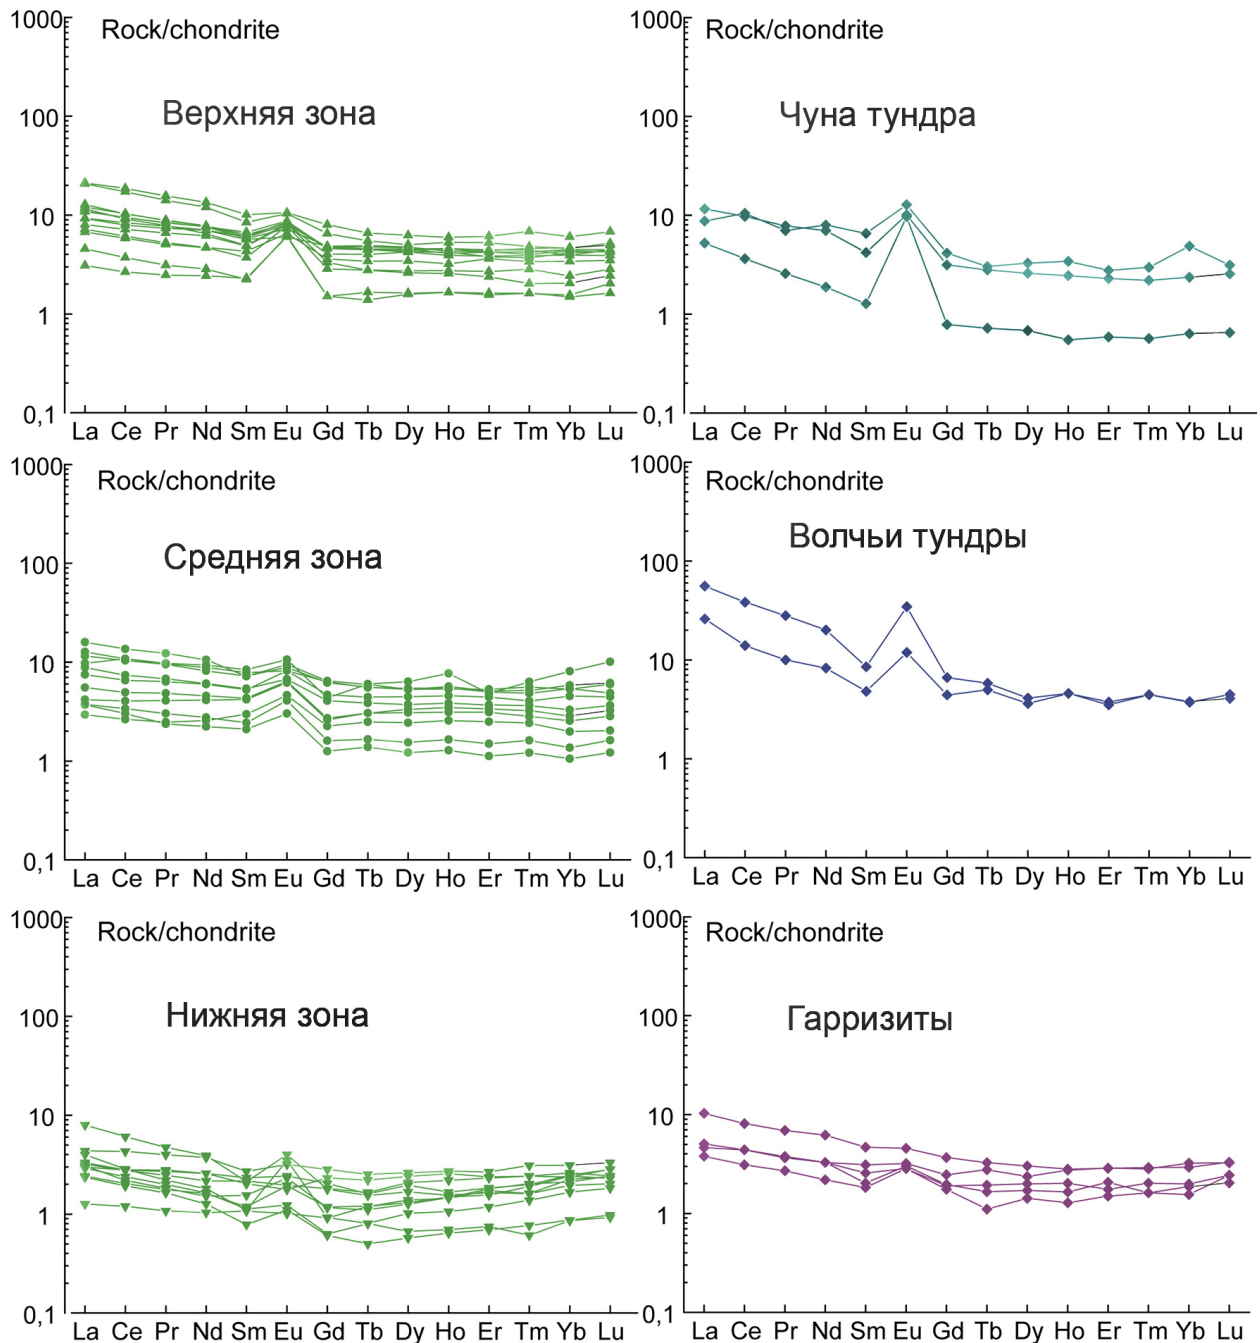 1000
Rock/chondrite
Верхняя зона
100
10
1
0,1
La Ce Pr Nd Sm Eu Gd Tb Dy Ho Er Tm Yb Lu
1000
Rock/chondrite
Чуна тундра
100
10
1
0,1
La Ce Pr Nd Sm Eu Gd Tb Dy Ho Er Tm Yb Lu
1000
Rock/chondrite
Средняя зона
100
10
1
0,1
La Ce Pr Nd Sm Eu Gd Tb Dy Ho Er Tm Yb Lu
1000
Rock/chondrite
Волчьи тундры
100
10
1
0,1
La Ce Pr Nd Sm Eu Gd Tb Dy Ho Er Tm Yb Lu
1000
Rock/chondrite
Нижняя зона
100
10
1
0,1
La Ce Pr Nd Sm Eu Gd Tb Dy Ho Er Tm Yb Lu
1000
Rock/chondrite
Гарризиты
100
10
1
0,1
La Ce Pr Nd Sm Eu Gd Tb Dy Ho Er Tm Yb Lu